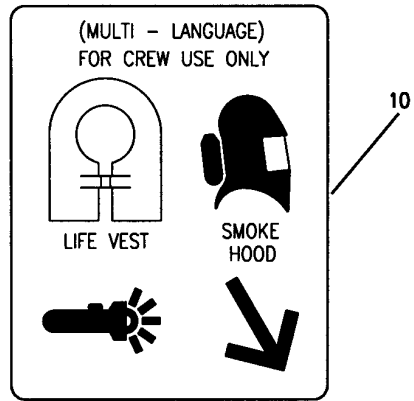 (MULTI - LANGUAGE)
FOR CREW USE ONLY
LIFE VEST
SMOKE
HOOD
10